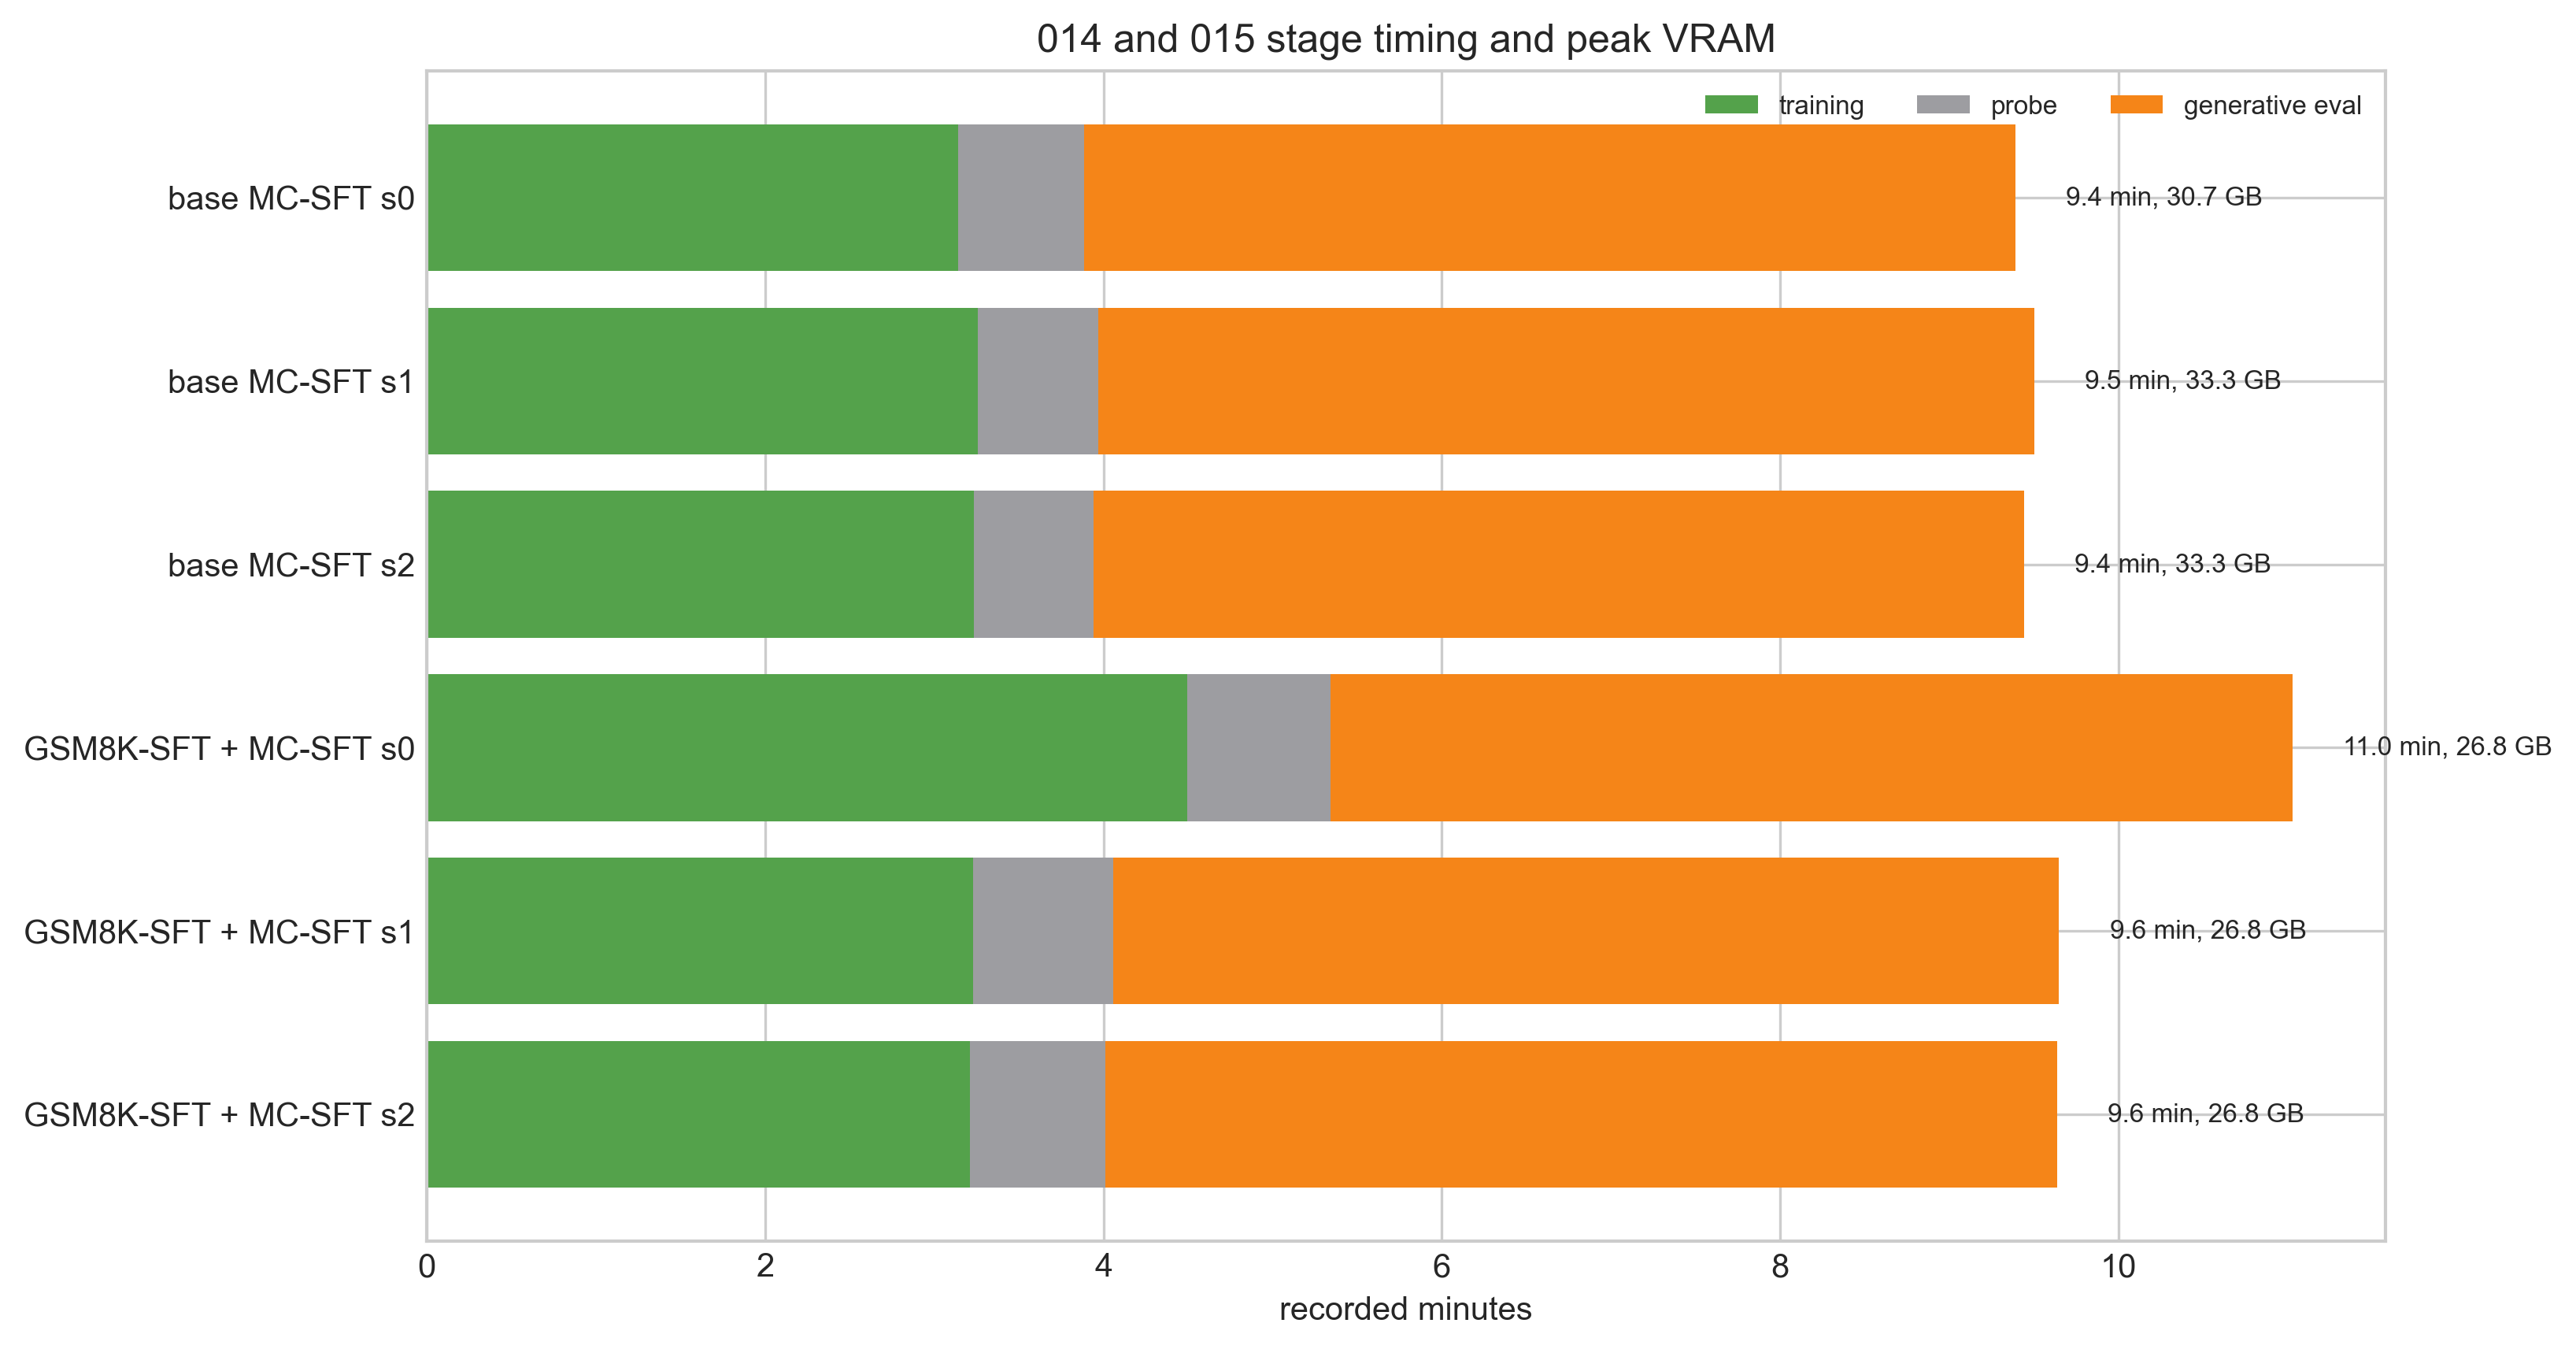 014 and 015 stage timing and peak VRAM
training probe generative eval
base MC-SFT s0
9.4 min, 30.7 GB
base MC-SFT s1
9.5 min, 33.3 GB
base MC-SFT s2
9.4 min, 33.3 GB
GSM8K-SFT + MC-SFT s0
11.0 min, 26.8 GB
GSM8K-SFT + MC-SFT s1
9.6 min, 26.8 GB
GSM8K-SFT + MC-SFT s2
9.6 min, 26.8 GB
0 2 4 6 8 10
recorded minutes